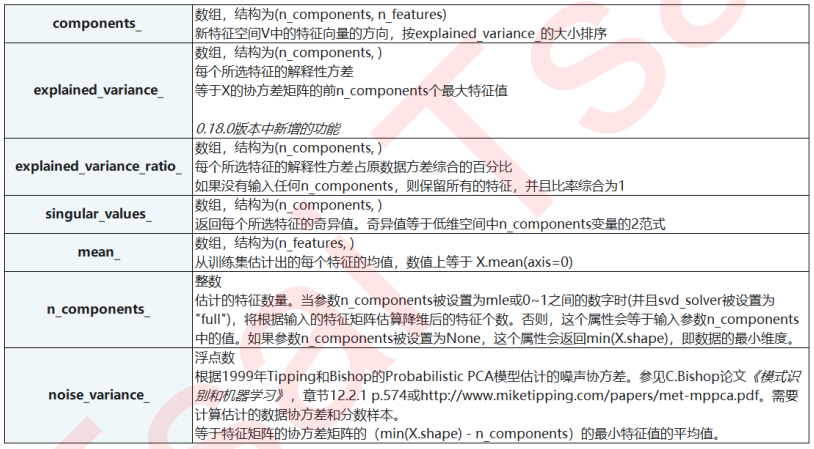 components_
数组，结构为(n_components, n_features)
新特征空间V中的特征向量的方向，按explained_variance_的大小排序
explained_variance_
数组，结构为(n_components, )
每个所选特征的解释性方差
等于X的协方差矩阵的前n_components个最大特征值
0.18.0版本中新增的功能
explained_variance_ratio_
数组，结构为(n_components, )
每个所选特征的解释性方差占原数据方差综合的百分比
如果没有输入任何n_components，则保留所有的特征，并且比率综合为1
singular_values_
数组，结构为(n_components, )
返回每个所选特征的奇异值。奇异值等于低维空间中n_components变量的2范式
mean_
数组，结构为(n_features, )
从训练集估计出的每个特征的均值，数值上等于 X.mean(axis=0)
n_components_
整数
估计的特征数量。当参数n_components被设置为mle或0~1之间的数字时(并且svd_solver被设置为
"full")，将根据输入的特征矩阵估算降维后的特征个数。否则，这个属性会等于输入参数n_components
中的值。如果参数n_components被设置为None，这个属性会返回min(X.shape)，即数据的最小维度。
noise_variance_
浮点数
根据1999年Tipping和Bishop的Probabilistic PCA模型估计的噪声协方差。参见C.Bishop论文《模式识
别和机器学习》，章节12.2.1 p.574或http://www.miketipping.com/papers/met-mppca.pdf。需要
计算估计的数据协方差和分数样本。
等于特征矩阵的协方差矩阵的（min(X.shape) - n_components）的最小特征值的平均值。